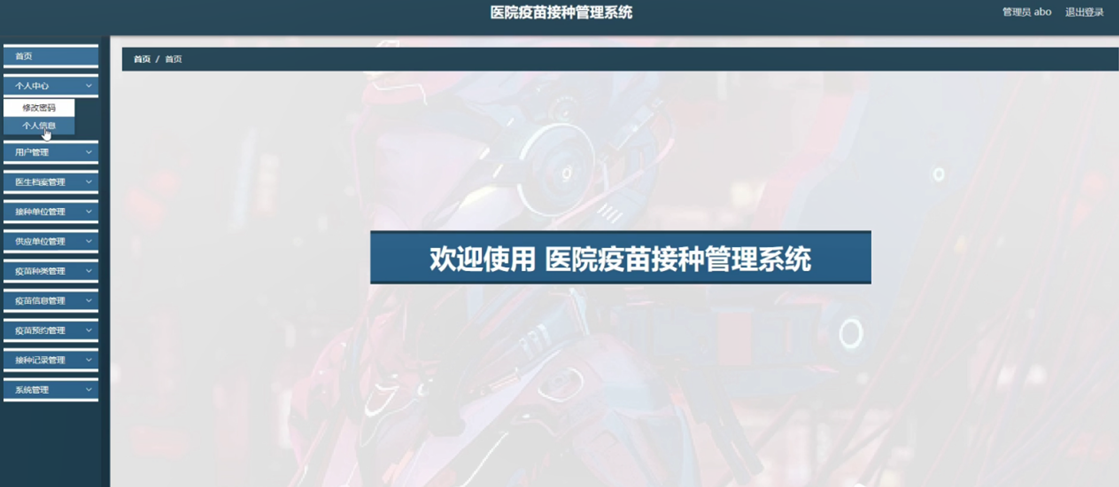 医院疫苗接种管理系统
管理员 abo 退出登录
首页
首页 / 首页
个人中心
修改密码
个人信息
用户管理
医生档案管理
接种单位管理
供应单位管理
疫苗种类管理
疫苗信息管理
疫苗预约管理
接种记录管理
系统管理
欢迎使用 医院疫苗接种管理系统